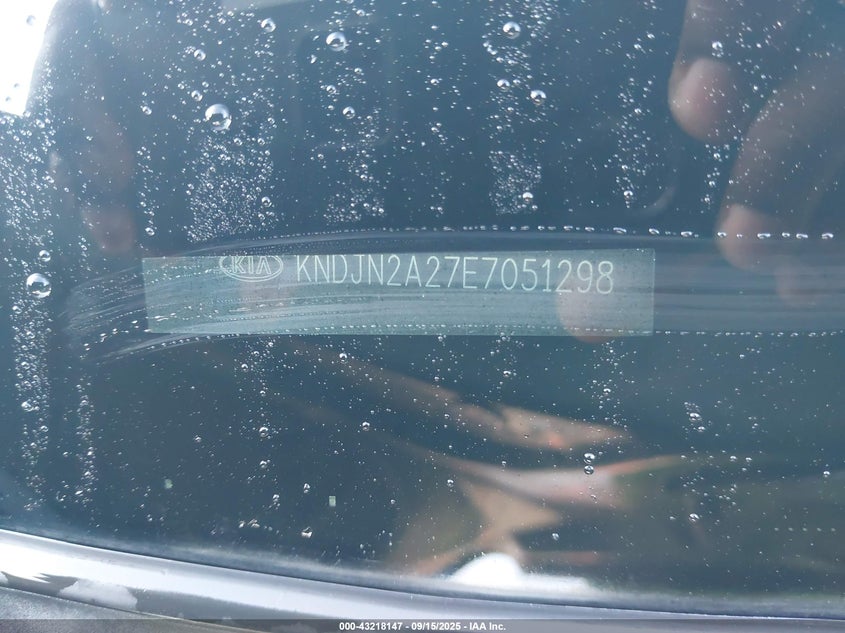 KIA KNDJN2A27E7051298
000-43218147 - 09/15/2025 - IAA Inc.